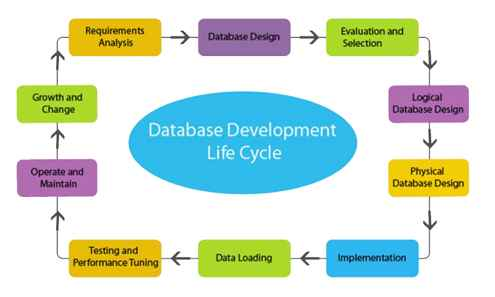 Requirements
Analysis
Database Design
Evaluation and
Selection
Logical
Database Design
Physical
Database Design
Implementation
Data Loading
Testing and
Performance Tuning
Operate and
Maintain
Growth and
Change
Database Development
Life Cycle